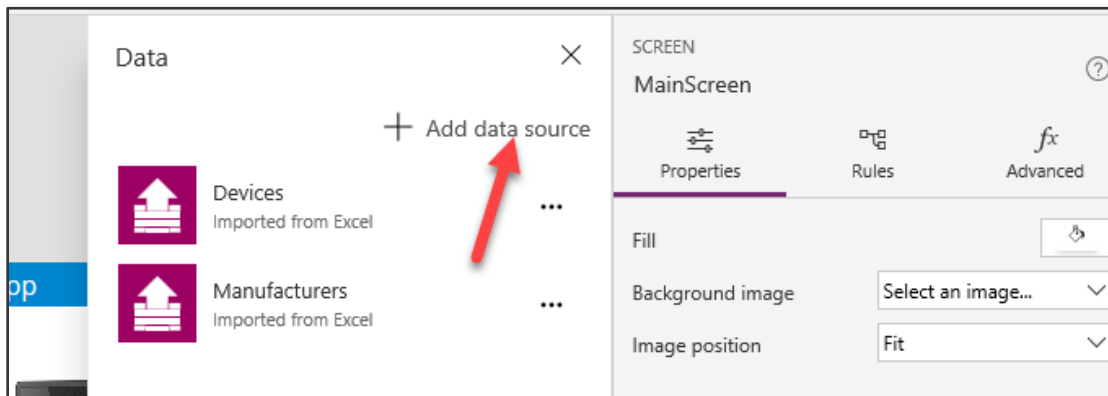 Data
+ Add data source
Devices
Imported from Excel
Manufacturers
Imported from Excel
pp
SCREEN
MainScreen
?
Properties
Rules
fx
Advanced
Fill
Background image
Select an image...
Image position
Fit